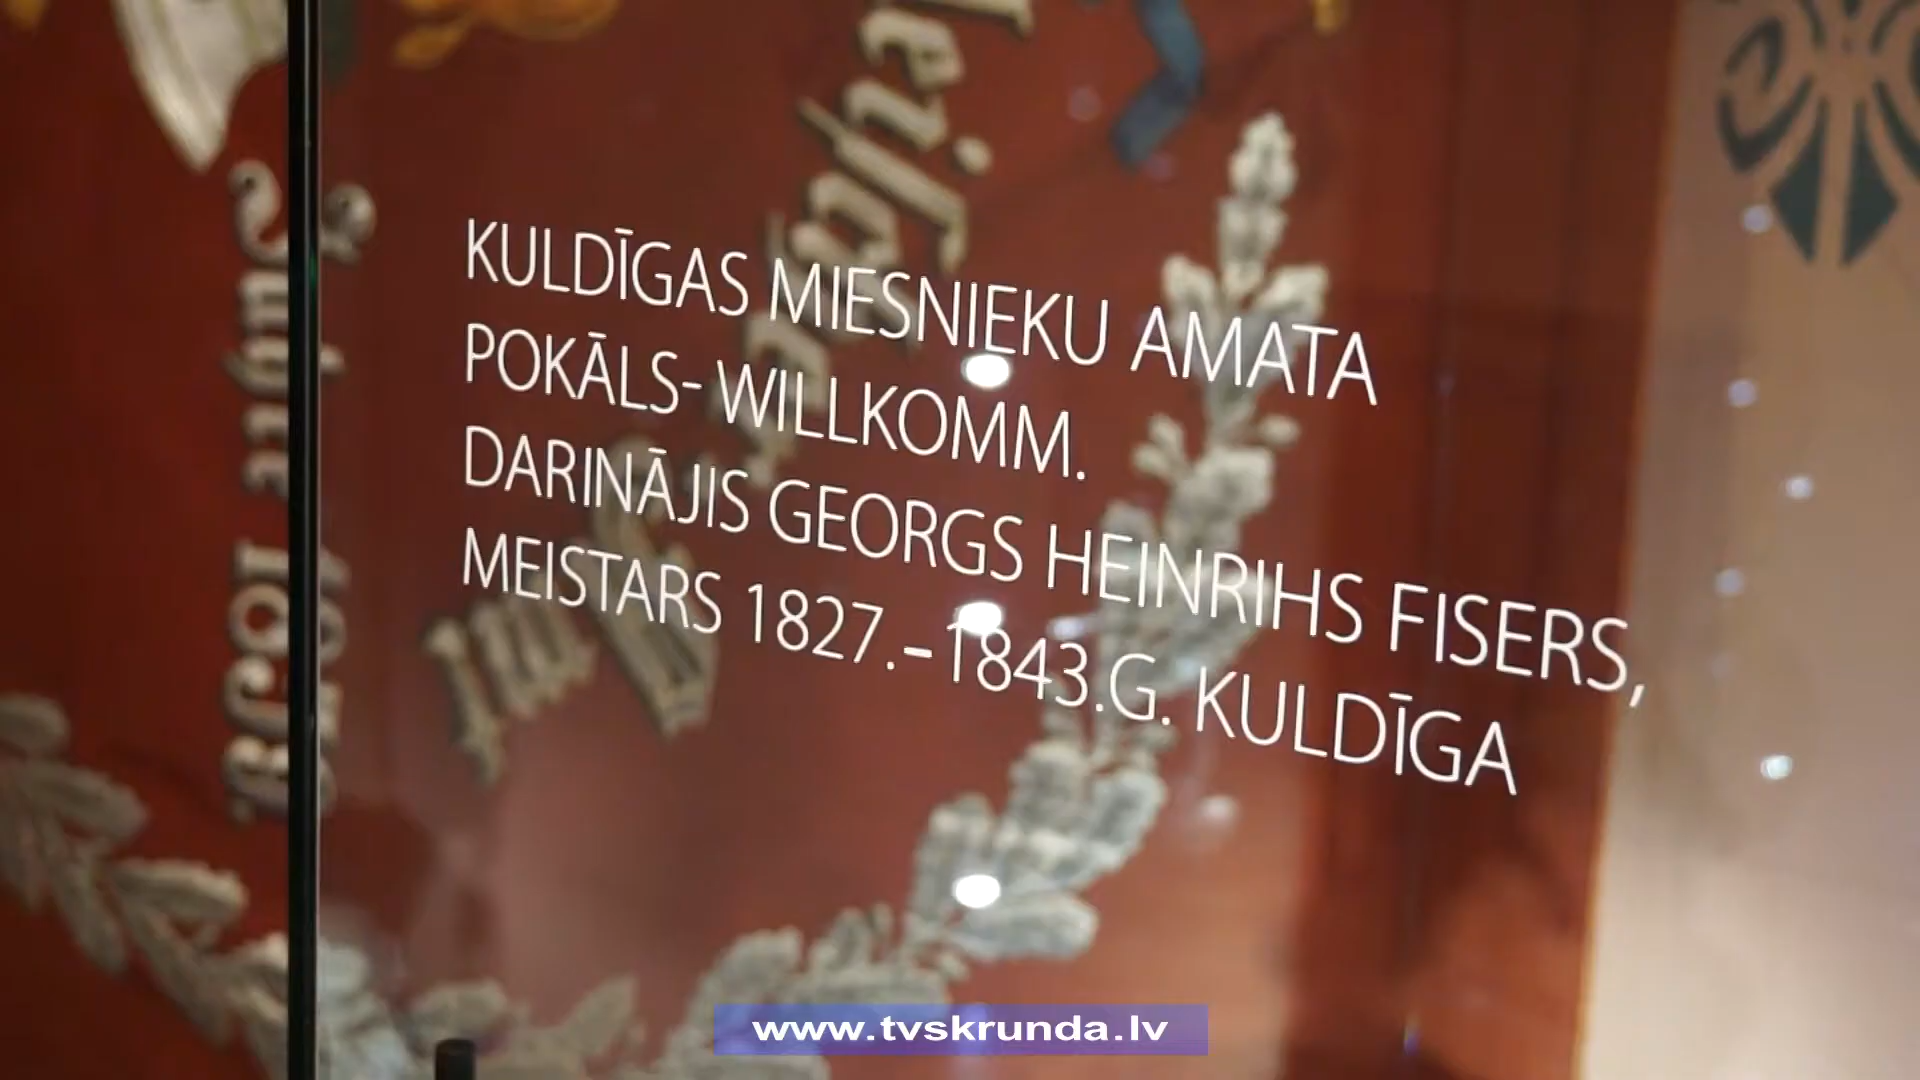 KULDĪGAS MIESNIEKU AMATA
POKĀLS- WILLKOMM.
DARINĀJIS GEORGS HEINRIHS FISERS,
MEISTARS 1827.-1843.G. KULDĪGA
www.tvskrunda.lv